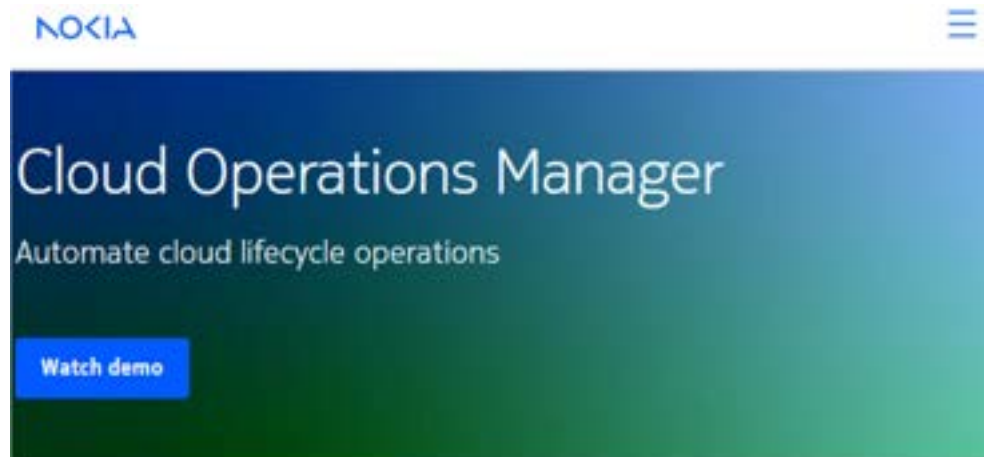 NOKIA
Cloud Operations Manager
Automate cloud lifecycle operations
Watch demo